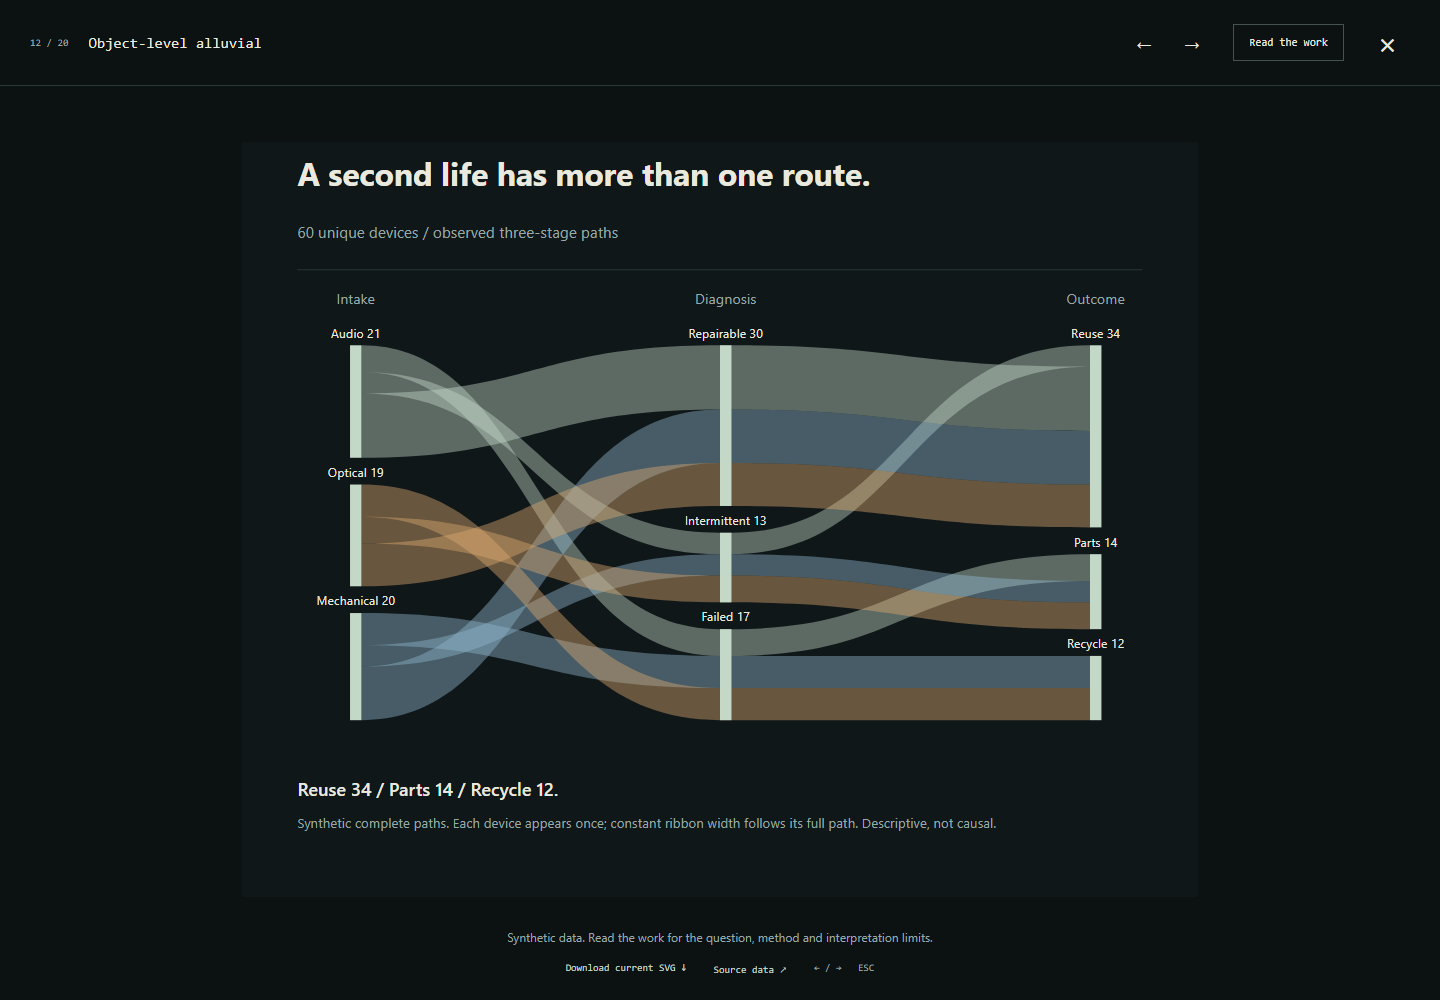 12 / 20
Object-level alluvial
← →
Read the work
✕
A second life has more than one route.
60 unique devices / observed three-stage paths
Intake
Diagnosis
Outcome
Audio 21
Repairable 30
Reuse 34
Optical 19
Intermittent 13
Parts 14
Mechanical 20
Failed 17
Recycle 12
Reuse 34 / Parts 14 / Recycle 12.
Synthetic complete paths. Each device appears once; constant ribbon width follows its full path. Descriptive, not causal.
Synthetic data. Read the work for the question, method and interpretation limits.
Download current SVG ↓
Source data ↗
← / →
ESC